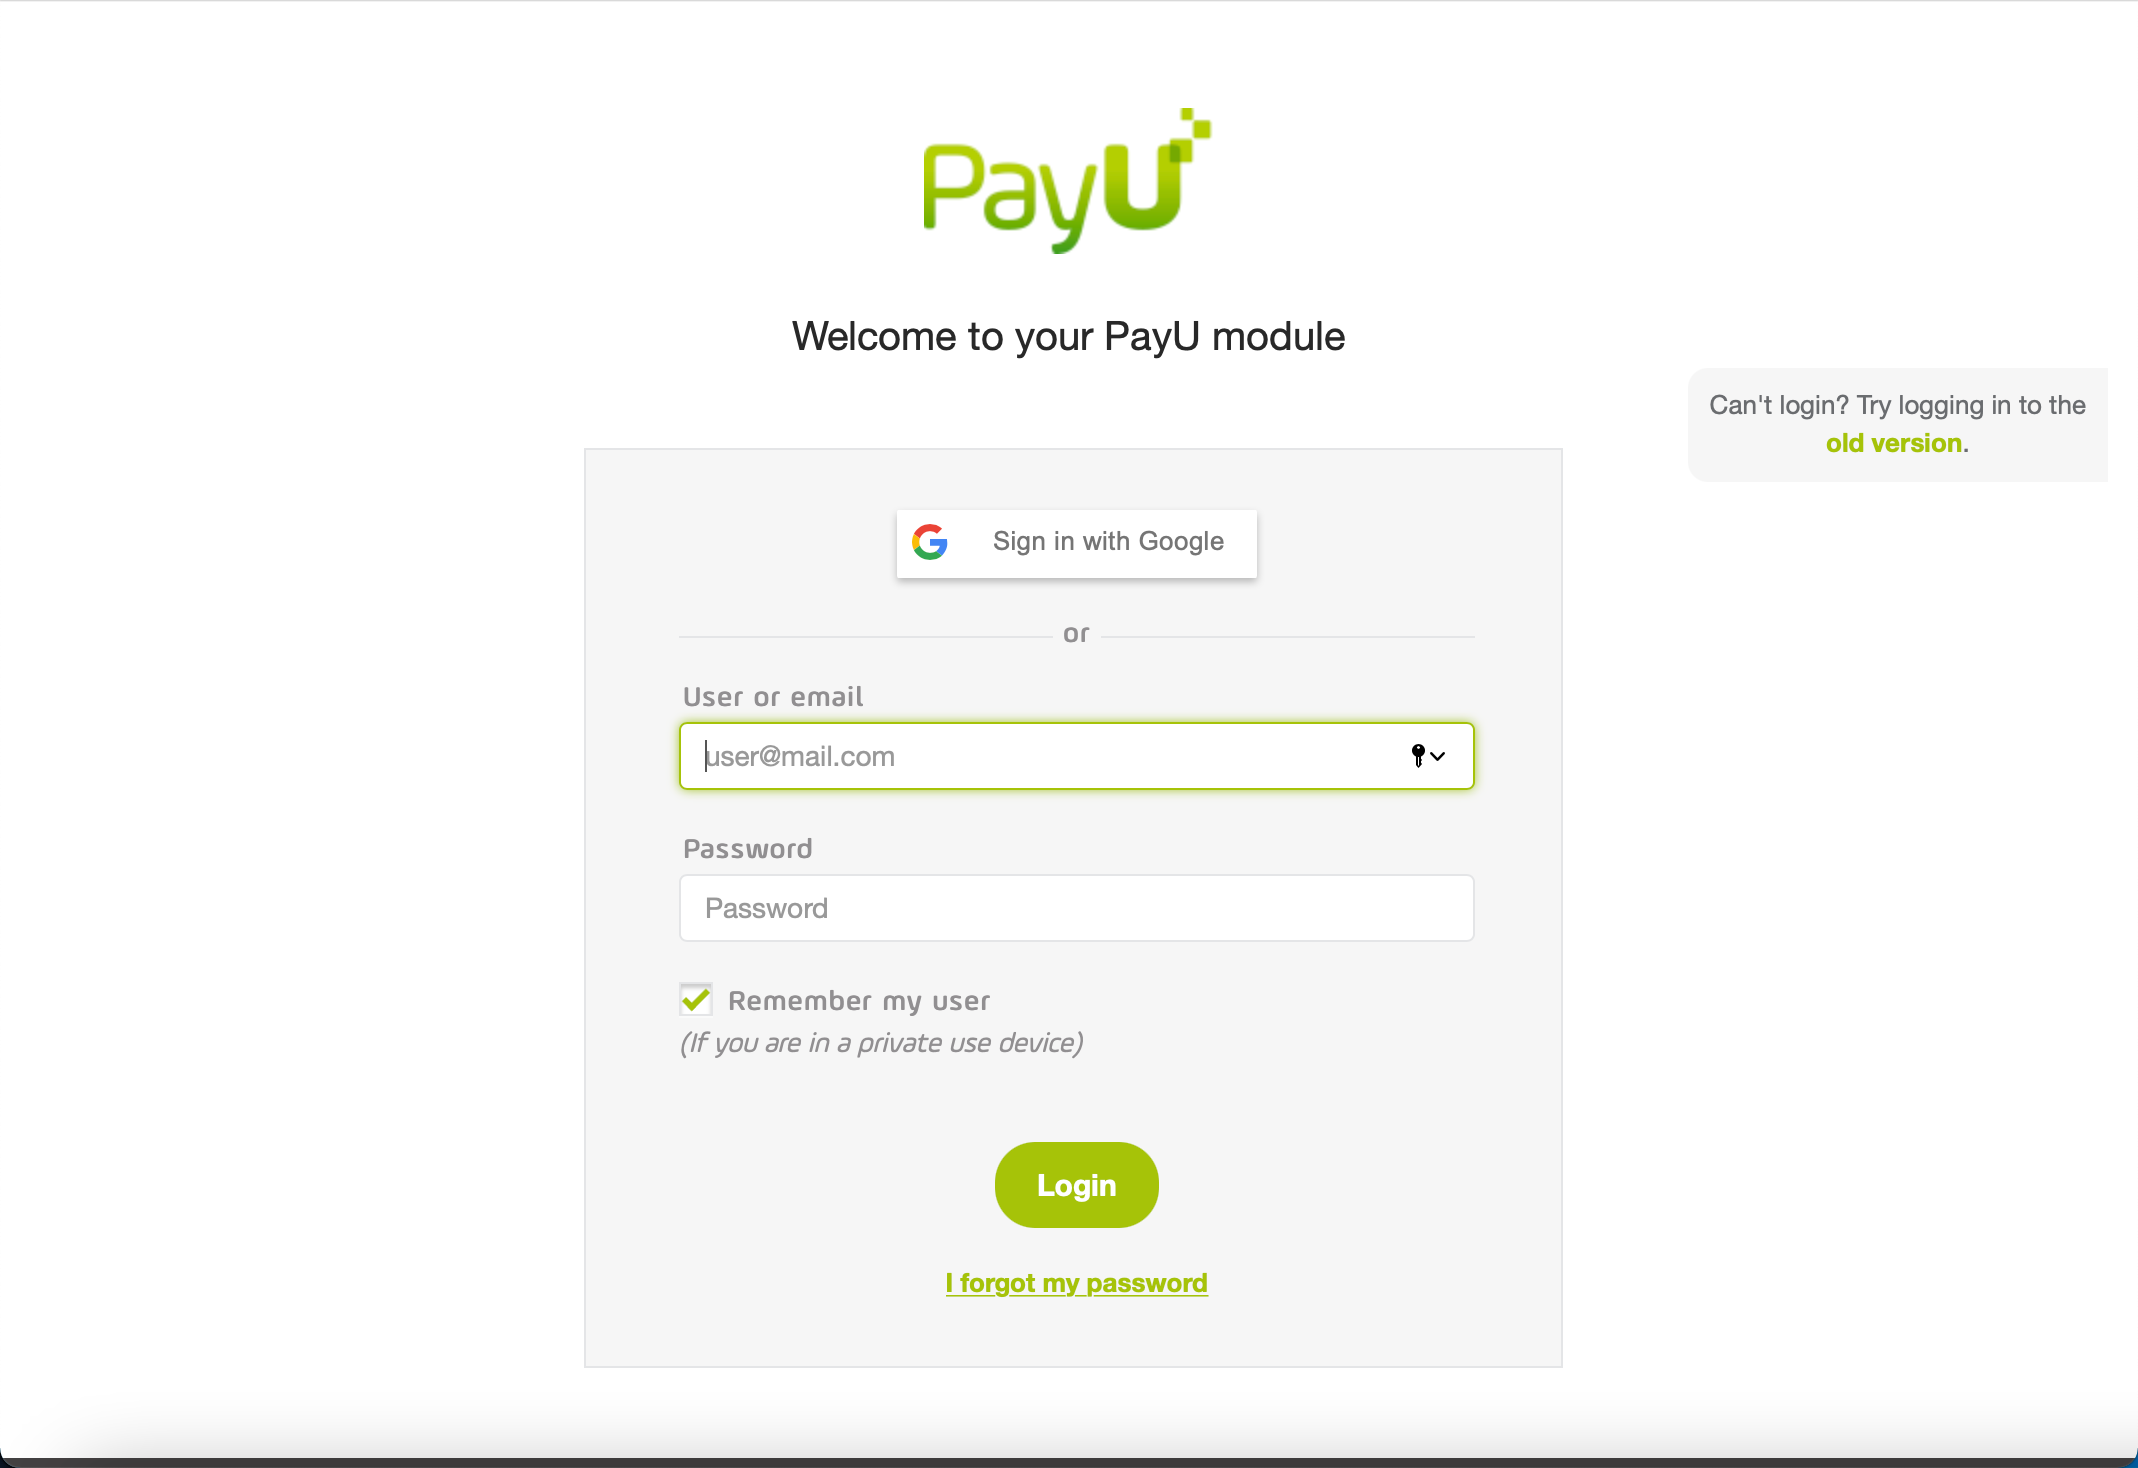 PayU
Welcome to your PayU module
Can't login? Try logging in to the
old version.
Sign in with Google
or
User or email
user@mail.com
Password
Password
Remember my user
(If you are in a private use device)
Login
I forgot my password